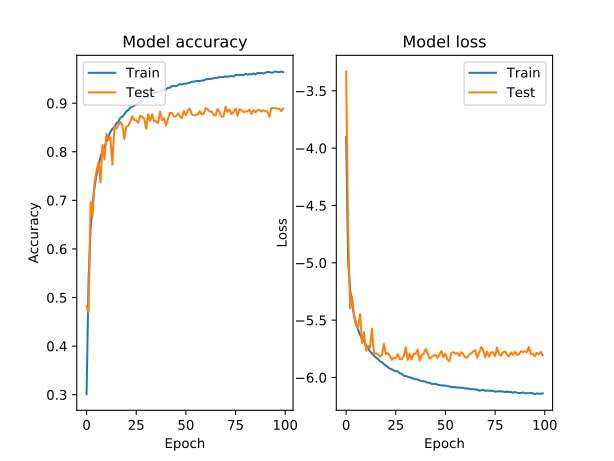 Model accuracy
Train
Test
0.9
0.8
0.7
0.6
0.5
0.4
0.3
Accuracy
0 25 50 75 100
Epoch
Model loss
Train
Test
−3.5
−4.0
−4.5
−5.0
−5.5
−6.0
Loss
0 25 50 75 100
Epoch